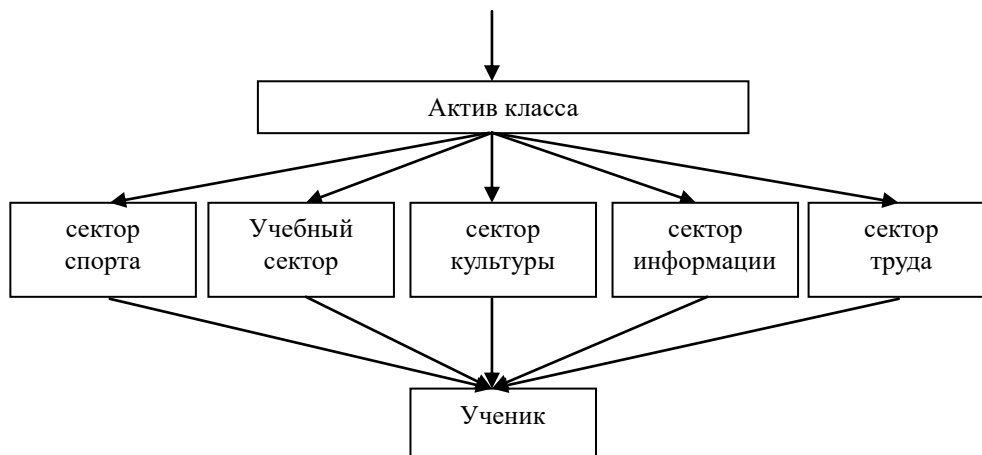 Актив класса
сектор
спорта
Учебный
сектор
сектор
культуры
сектор
информации
сектор
труда
Ученик